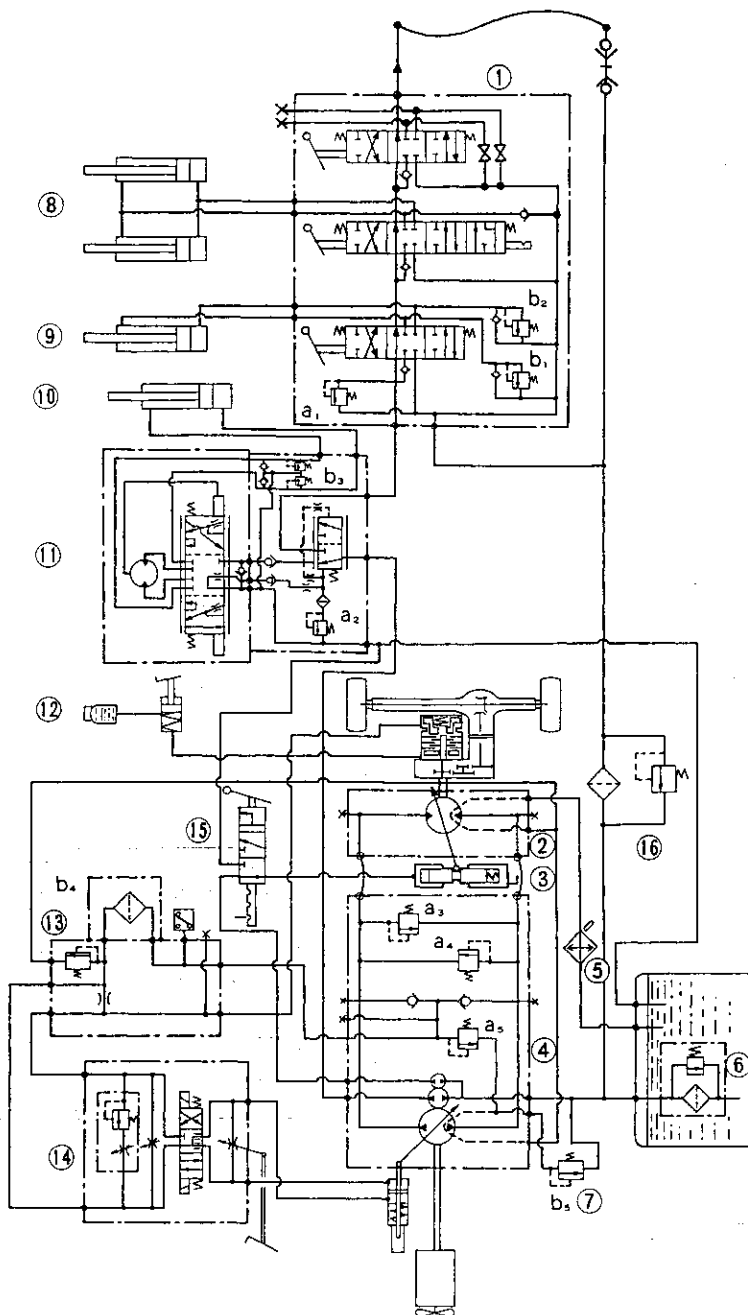 ①
⑧
b₂
⑨
b₁
⑩
a₁
b₃
⑪
a₂
⑫
⑮
②
⑯
③
b₄
a₃
⑬
a₄
⑤
a₅
④
⑥
⑭
b₅ ⑦